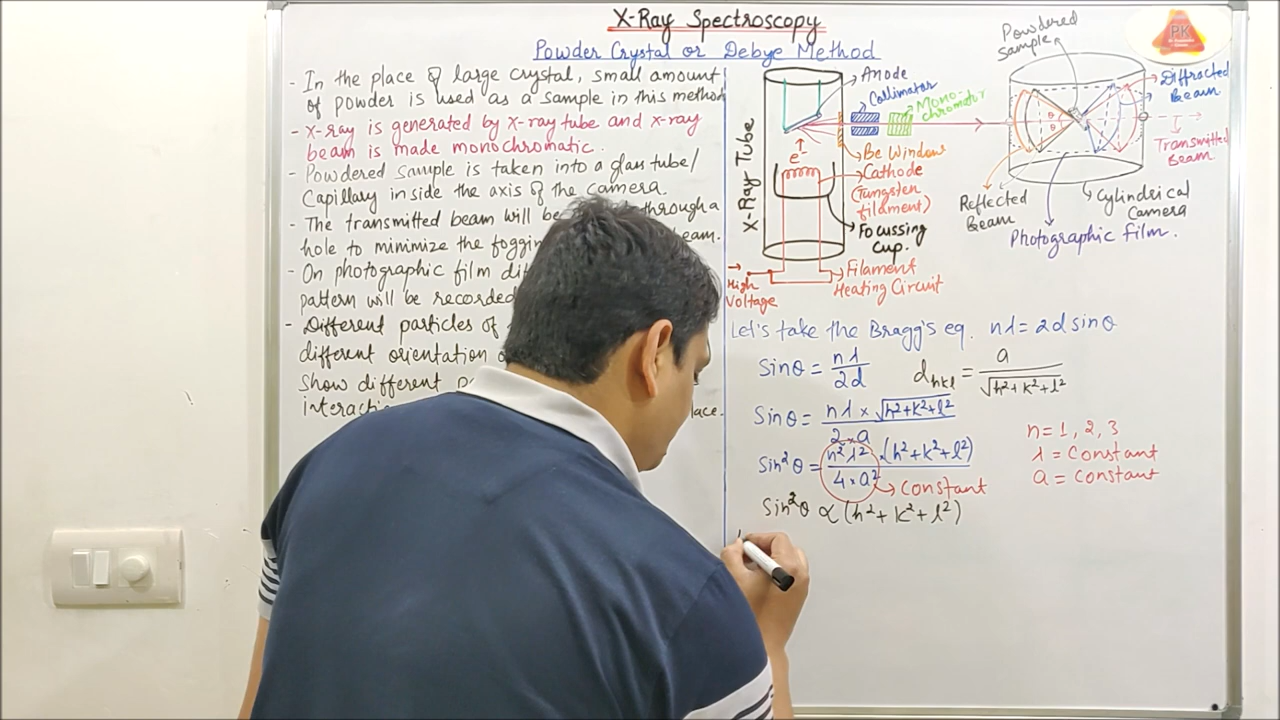 X-Ray Spectroscopy
Powder Crystal or Debye Method
- In the place of large crystal, small amount
of powder is used as a sample in this method
- X-ray is generated by X-ray tube and x-ray
beam is made monochromatic.
- Powdered sample is taken into a glass tube/
Capillary inside the axis of the camera.
- The transmitted beam will be through a
hole to minimize the beam.
- On photographic film
pattern will be recorded
- Different particles of
different orientation
show different
lace.
X-Ray Tube
Anode
Collimator
Mono-
chromator
e-
Be Window
Cathode
(Tungsten
filament)
Focussing
Cup.
High
Voltage
Filament
Heating Circuit
Powdered
Sample
PK
Diffracted
Beam
Transmitted
Beam
θ
θ
Reflected
Beam
Cylindrical
Camera
Photographic Film.
Let's take the Bragg's eq. nλ = 2d sinθ
Sinθ = nλ / 2d
dhkl = a / √h²+k²+l²
Sinθ = nλ × √h²+k²+l² / 2 × a
Sin²θ = n²λ² × (h²+k²+l²) / 4 × a²
→ Constant
Sin²θ ∝ (h²+k²+l²)
n = 1, 2, 3
λ = Constant
a = Constant